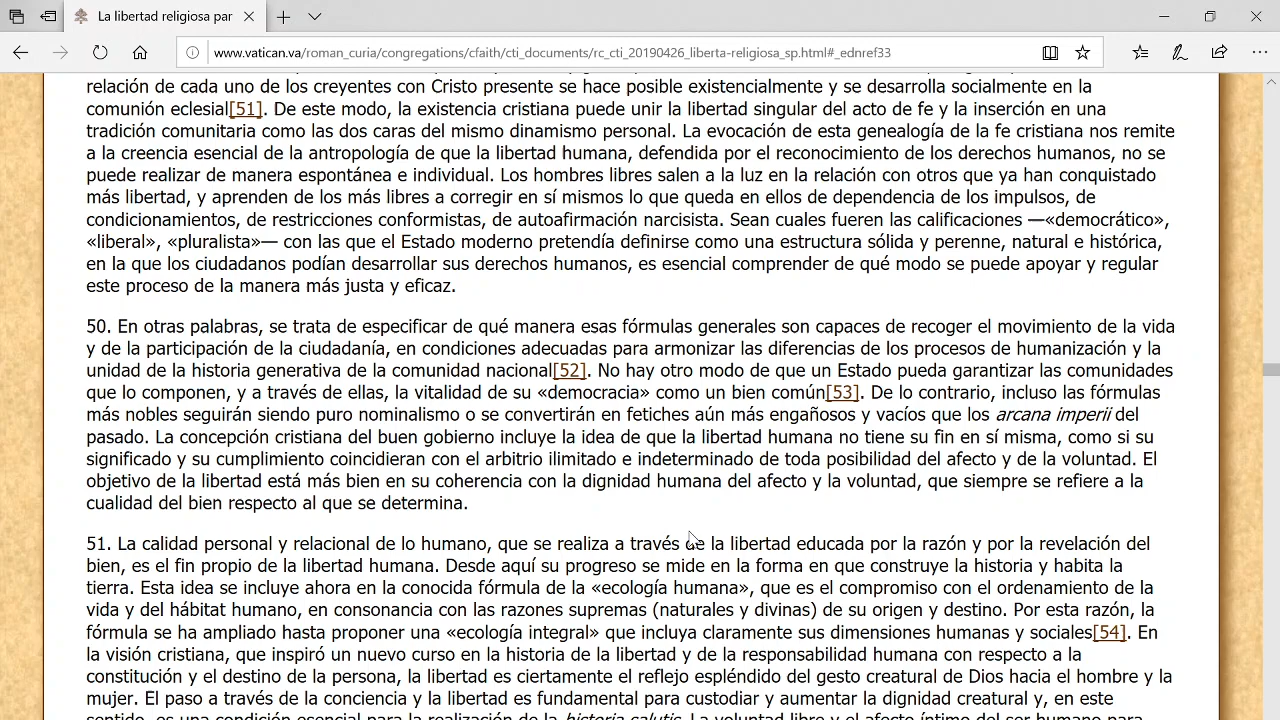 La libertad religiosa par
www.vatican.va/roman_curia/congregations/cfaith/cti_documents/rc_cti_20190426_liberta-religiosa_sp.html#_ednref33
relación de cada uno de los creyentes con Cristo presente se hace posible existencialmente y se desarrolla socialmente en la
comunión eclesial[51]. De este modo, la existencia cristiana puede unir la libertad singular del acto de fe y la inserción en una
tradición comunitaria como las dos caras del mismo dinamismo personal. La evocación de esta genealogía de la fe cristiana nos remite
a la creencia esencial de la antropología de que la libertad humana, defendida por el reconocimiento de los derechos humanos, no se
puede realizar de manera espontánea e individual. Los hombres libres salen a la luz en la relación con otros que ya han conquistado
más libertad, y aprenden de los más libres a corregir en sí mismos lo que queda en ellos de dependencia de los impulsos, de
condicionamientos, de restricciones conformistas, de autoafirmación narcisista. Sean cuales fueren las calificaciones —«democrático»,
«liberal», «pluralista»— con las que el Estado moderno pretendía definirse como una estructura sólida y perenne, natural e histórica,
en la que los ciudadanos podían desarrollar sus derechos humanos, es esencial comprender de qué modo se puede apoyar y regular
este proceso de la manera más justa y eficaz.
50. En otras palabras, se trata de especificar de qué manera esas fórmulas generales son capaces de recoger el movimiento de la vida
y de la participación de la ciudadanía, en condiciones adecuadas para armonizar las diferencias de los procesos de humanización y la
unidad de la historia generativa de la comunidad nacional[52]. No hay otro modo de que un Estado pueda garantizar las comunidades
que lo componen, y a través de ellas, la vitalidad de su «democracia» como un bien común[53]. De lo contrario, incluso las fórmulas
más nobles seguirán siendo puro nominalismo o se convertirán en fetiches aún más engañosos y vacíos que los arcana imperii del
pasado. La concepción cristiana del buen gobierno incluye la idea de que la libertad humana no tiene su fin en sí misma, como si su
significado y su cumplimiento coincidieran con el arbitrio ilimitado e indeterminado de toda posibilidad del afecto y de la voluntad. El
objetivo de la libertad está más bien en su coherencia con la dignidad humana del afecto y la voluntad, que siempre se refiere a la
cualidad del bien respecto al que se determina.
51. La calidad personal y relacional de lo humano, que se realiza a través de la libertad educada por la razón y por la revelación del
bien, es el fin propio de la libertad humana. Desde aquí su progreso se mide en la forma en que construye la historia y habita la
tierra. Esta idea se incluye ahora en la conocida fórmula de la «ecología humana», que es el compromiso con el ordenamiento de la
vida y del hábitat humano, en consonancia con las razones supremas (naturales y divinas) de su origen y destino. Por esta razón, la
fórmula se ha ampliado hasta proponer una «ecología integral» que incluya claramente sus dimensiones humanas y sociales[54]. En
la visión cristiana, que inspiró un nuevo curso en la historia de la libertad y de la responsabilidad humana con respecto a la
constitución y el destino de la persona, la libertad es ciertamente el reflejo espléndido del gesto creatural de Dios hacia el hombre y la
mujer. El paso a través de la conciencia y la libertad es fundamental para custodiar y aumentar la dignidad creatural y, en este
sentido, es una condición esencial para la realización de la historia salutis. La voluntad libre y el afecto íntimo del ser humano para